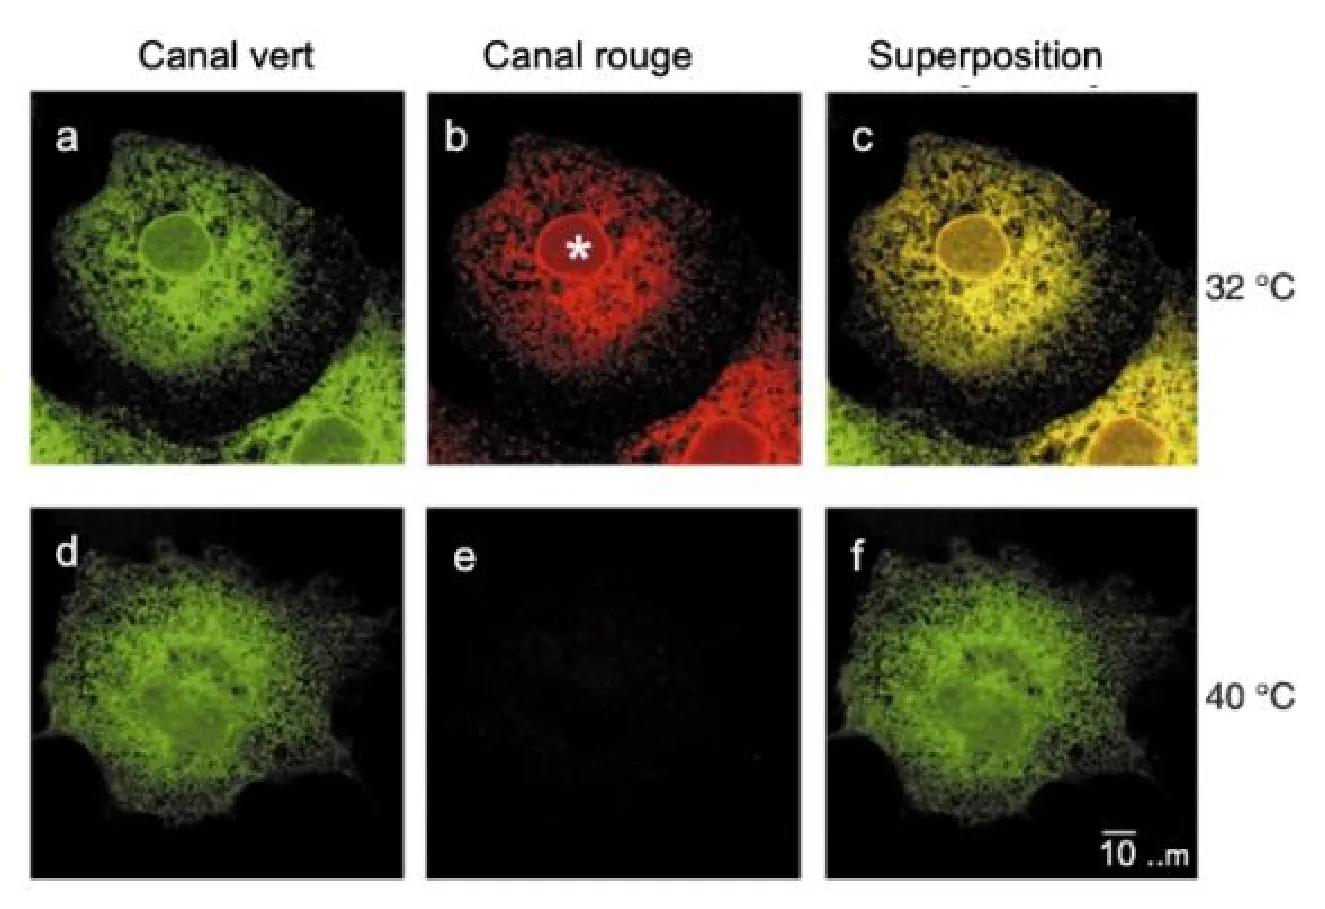 Canal vert
Canal rouge
Superposition
a
b
c
*
32 °C
d
e
f
40 °C
10 ..m